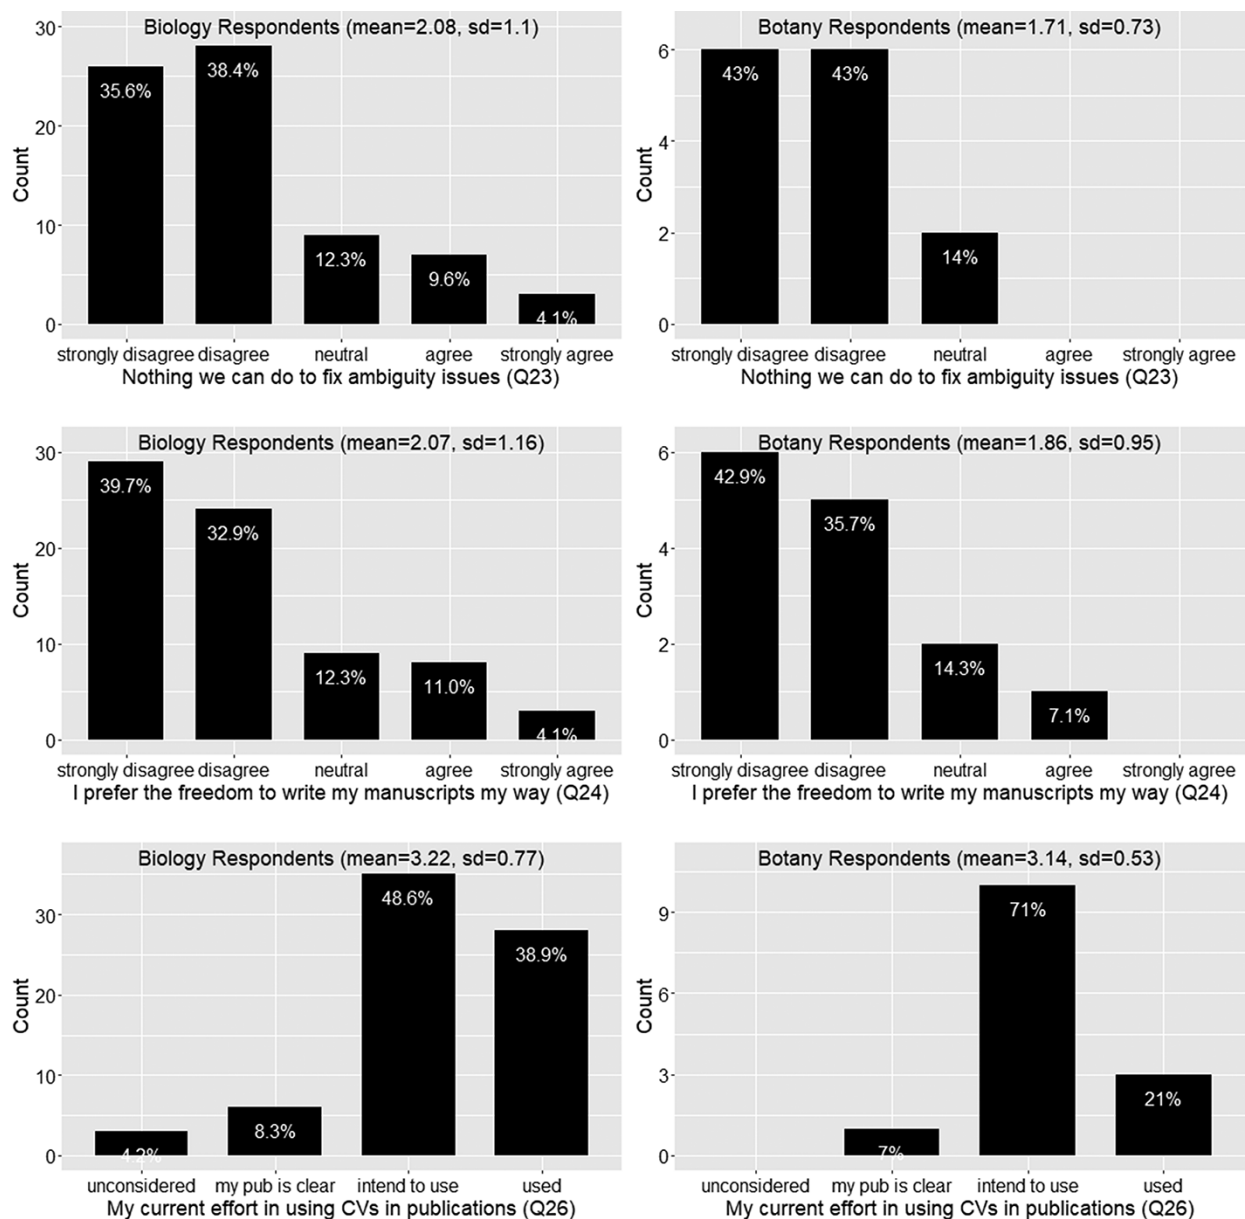 Biology Respondents (mean=2.08, sd=1.1)
30
20
10
0
Count
35.6%
38.4%
12.3%
9.6%
4.1%
strongly disagree disagree neutral agree strongly agree
Nothing we can do to fix ambiguity issues (Q23)
Botany Respondents (mean=1.71, sd=0.73)
6
4
2
0
Count
43%
43%
14%
strongly disagree disagree neutral agree strongly agree
Nothing we can do to fix ambiguity issues (Q23)
Biology Respondents (mean=2.07, sd=1.16)
30
20
10
0
Count
39.7%
32.9%
12.3%
11.0%
4.1%
strongly disagree disagree neutral agree strongly agree
I prefer the freedom to write my manuscripts my way (Q24)
Botany Respondents (mean=1.86, sd=0.95)
6
4
2
0
Count
42.9%
35.7%
14.3%
7.1%
strongly disagree disagree neutral agree strongly agree
I prefer the freedom to write my manuscripts my way (Q24)
Biology Respondents (mean=3.22, sd=0.77)
30
20
10
0
Count
4.2%
8.3%
48.6%
38.9%
unconsidered my pub is clear intend to use used
My current effort in using CVs in publications (Q26)
Botany Respondents (mean=3.14, sd=0.53)
9
6
3
0
Count
7%
71%
21%
unconsidered my pub is clear intend to use used
My current effort in using CVs in publications (Q26)